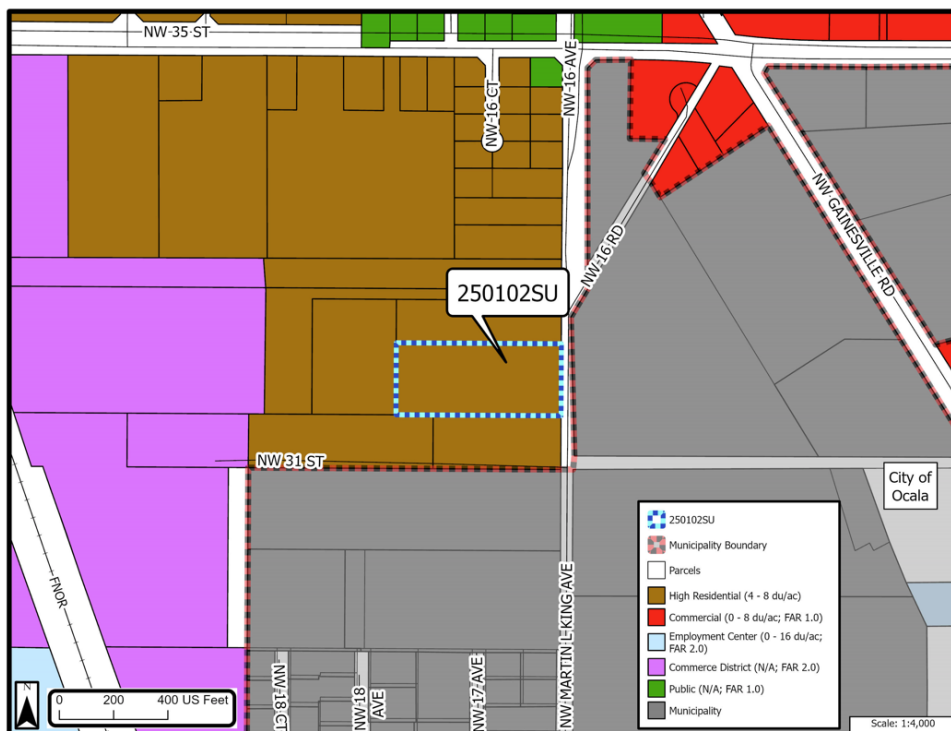 NW 35 ST
NW 16 CT
NW 16 AVE
NW 16 RD
NW GAINESVILLE RD
250102SU
NW 31 ST
City of
Ocala
FNOR
NW MARTIN L KING AVE
NW 18 CT
NW 18
AVE
NW 17 AVE
250102SU
Municipality Boundary
Parcels
High Residential (4 - 8 du/ac)
Commercial (0 - 8 du/ac; FAR 1.0)
Employment Center (0 - 16 du/ac;
FAR 2.0)
Commerce District (N/A; FAR 2.0)
Public (N/A; FAR 1.0)
Municipality
N
0 200 400 US Feet
Scale: 1:4,000